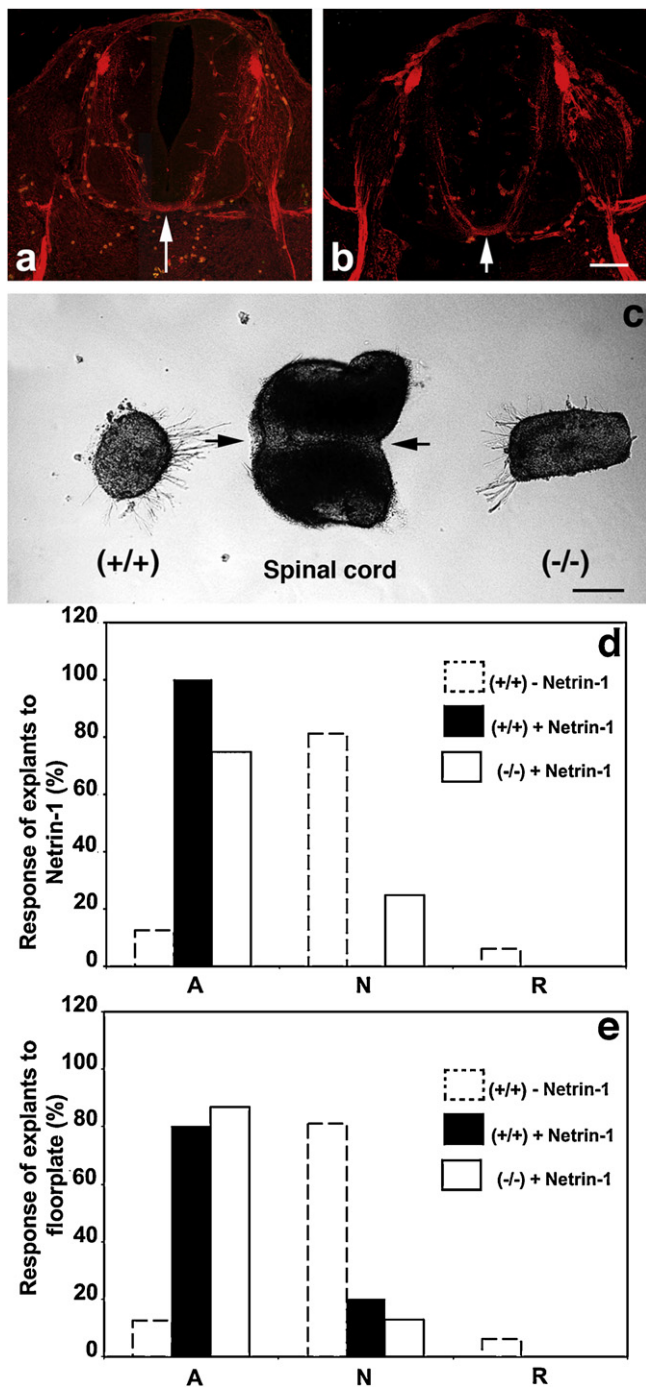 a
b
c
(+/+)
Spinal cord
(-/-)
d
Response of explants to
Netrin-1 (%)
120
100
80
60
40
20
0
(+/+) - Netrin-1
(+/+) + Netrin-1
(-/-) + Netrin-1
A
N
R
e
Response of explants to
floorplate (%)
120
100
80
60
40
20
0
(+/+) - Netrin-1
(+/+) + Netrin-1
(-/-) + Netrin-1
A
N
R